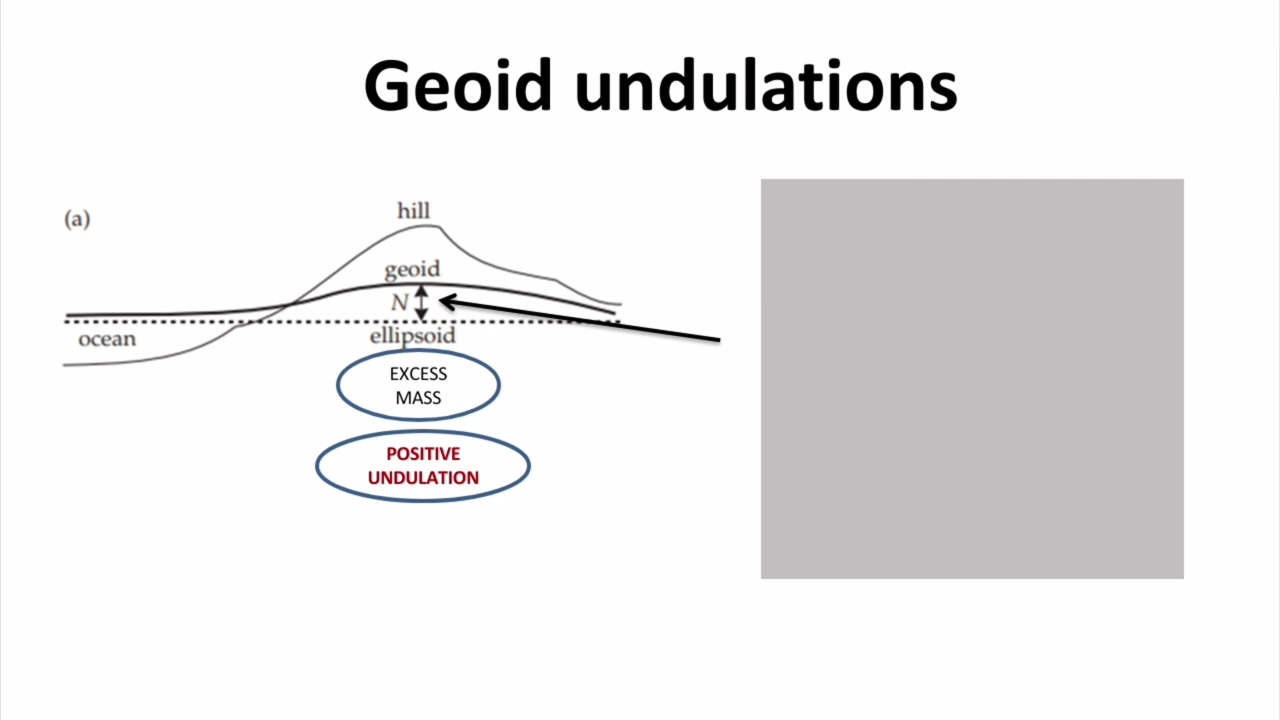 Geoid undulations
(a)
hill
geoid
N
ocean
ellipsoid
EXCESS
MASS
POSITIVE
UNDULATION